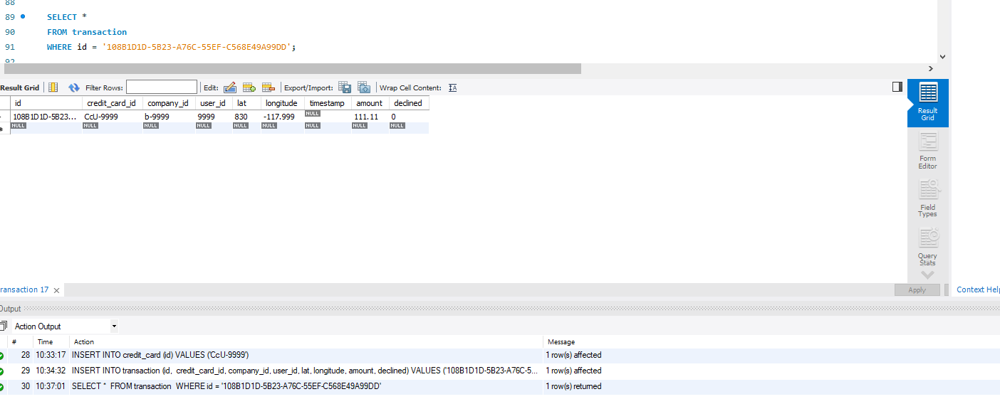 88
89 SELECT *
90 FROM transaction
91 WHERE id = '108B1D1D-5B23-A76C-55EF-C568E49A99DD';
92
Result Grid Filter Rows: Edit: Export/Import: Wrap Cell Content:
id credit_card_id company_id user_id lat longitude timestamp amount declined
108B1D1D-5B23... CcU-9999 b-9999 9999 830 -117.999 NULL 111.11 0
NULL NULL NULL NULL NULL NULL NULL NULL NULL
Result
Grid
Form
Editor
Field
Types
Query
Stats
ransaction 17 Apply Context Help
Output
Action Output
# Time Action Message
28 10:33:17 INSERT INTO credit_card (id) VALUES ('CcU-9999') 1 row(s) affected
29 10:34:32 INSERT INTO transaction (id, credit_card_id, company_id, user_id, lat, longitude, amount, declined) VALUES ('108B1D1D-5B23-A76C-5... 1 row(s) affected
30 10:37:01 SELECT * FROM transaction WHERE id = '108B1D1D-5B23-A76C-55EF-C568E49A99DD' 1 row(s) returned